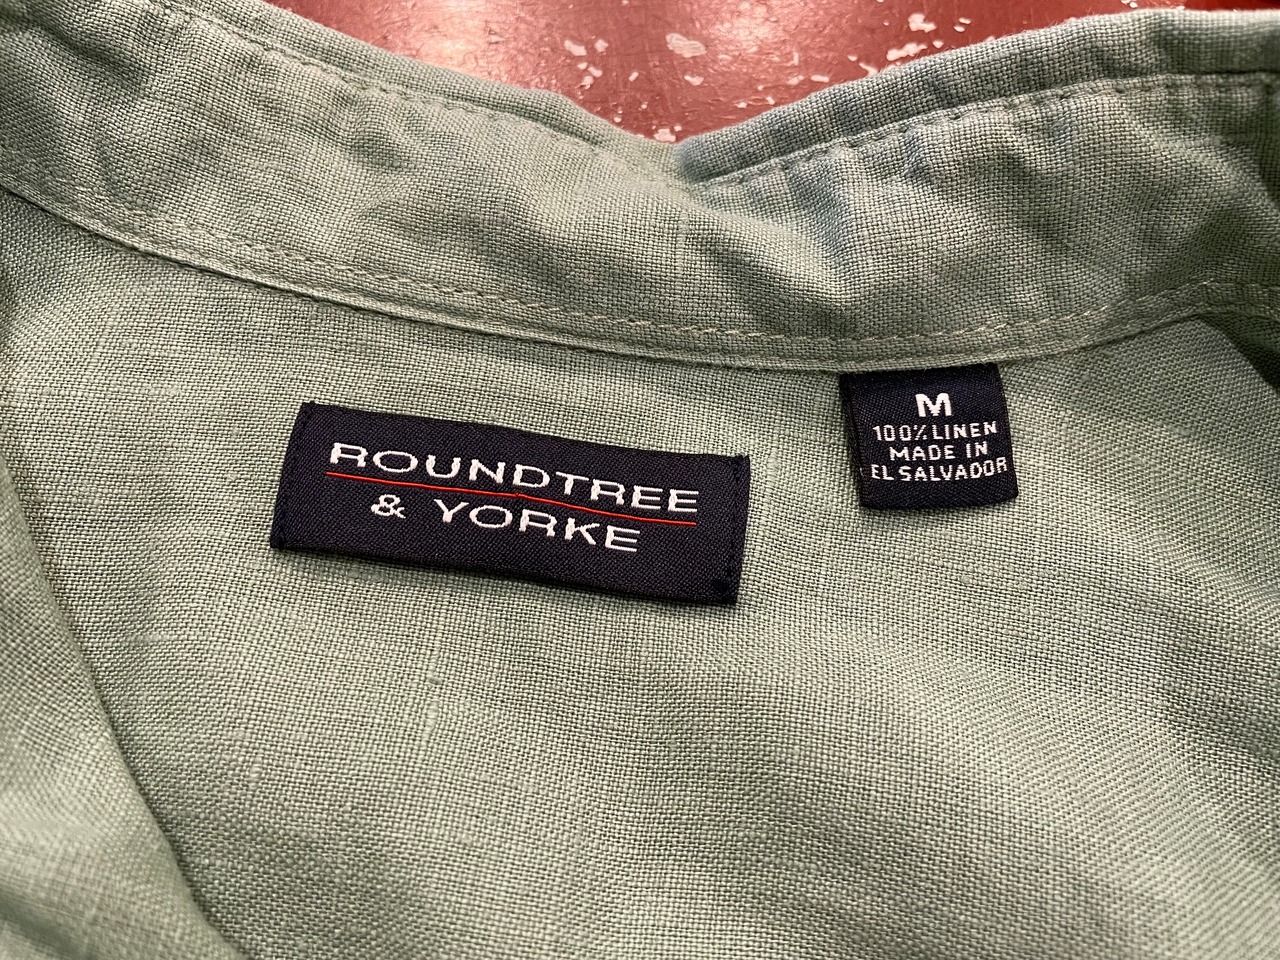 ROUNDTREE
& YORKE
M
100% LINEN
MADE IN
EL SALVADOR